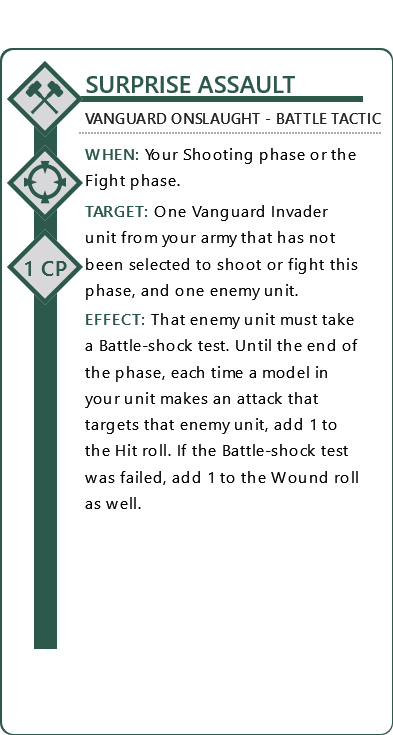 SURPRISE ASSAULT
VANGUARD ONSLAUGHT - BATTLE TACTIC
WHEN: Your Shooting phase or the
Fight phase.
TARGET: One Vanguard Invader
unit from your army that has not
been selected to shoot or fight this
phase, and one enemy unit.
1 CP
EFFECT: That enemy unit must take
a Battle-shock test. Until the end of
the phase, each time a model in
your unit makes an attack that
targets that enemy unit, add 1 to
the Hit roll. If the Battle-shock test
was failed, add 1 to the Wound roll
as well.